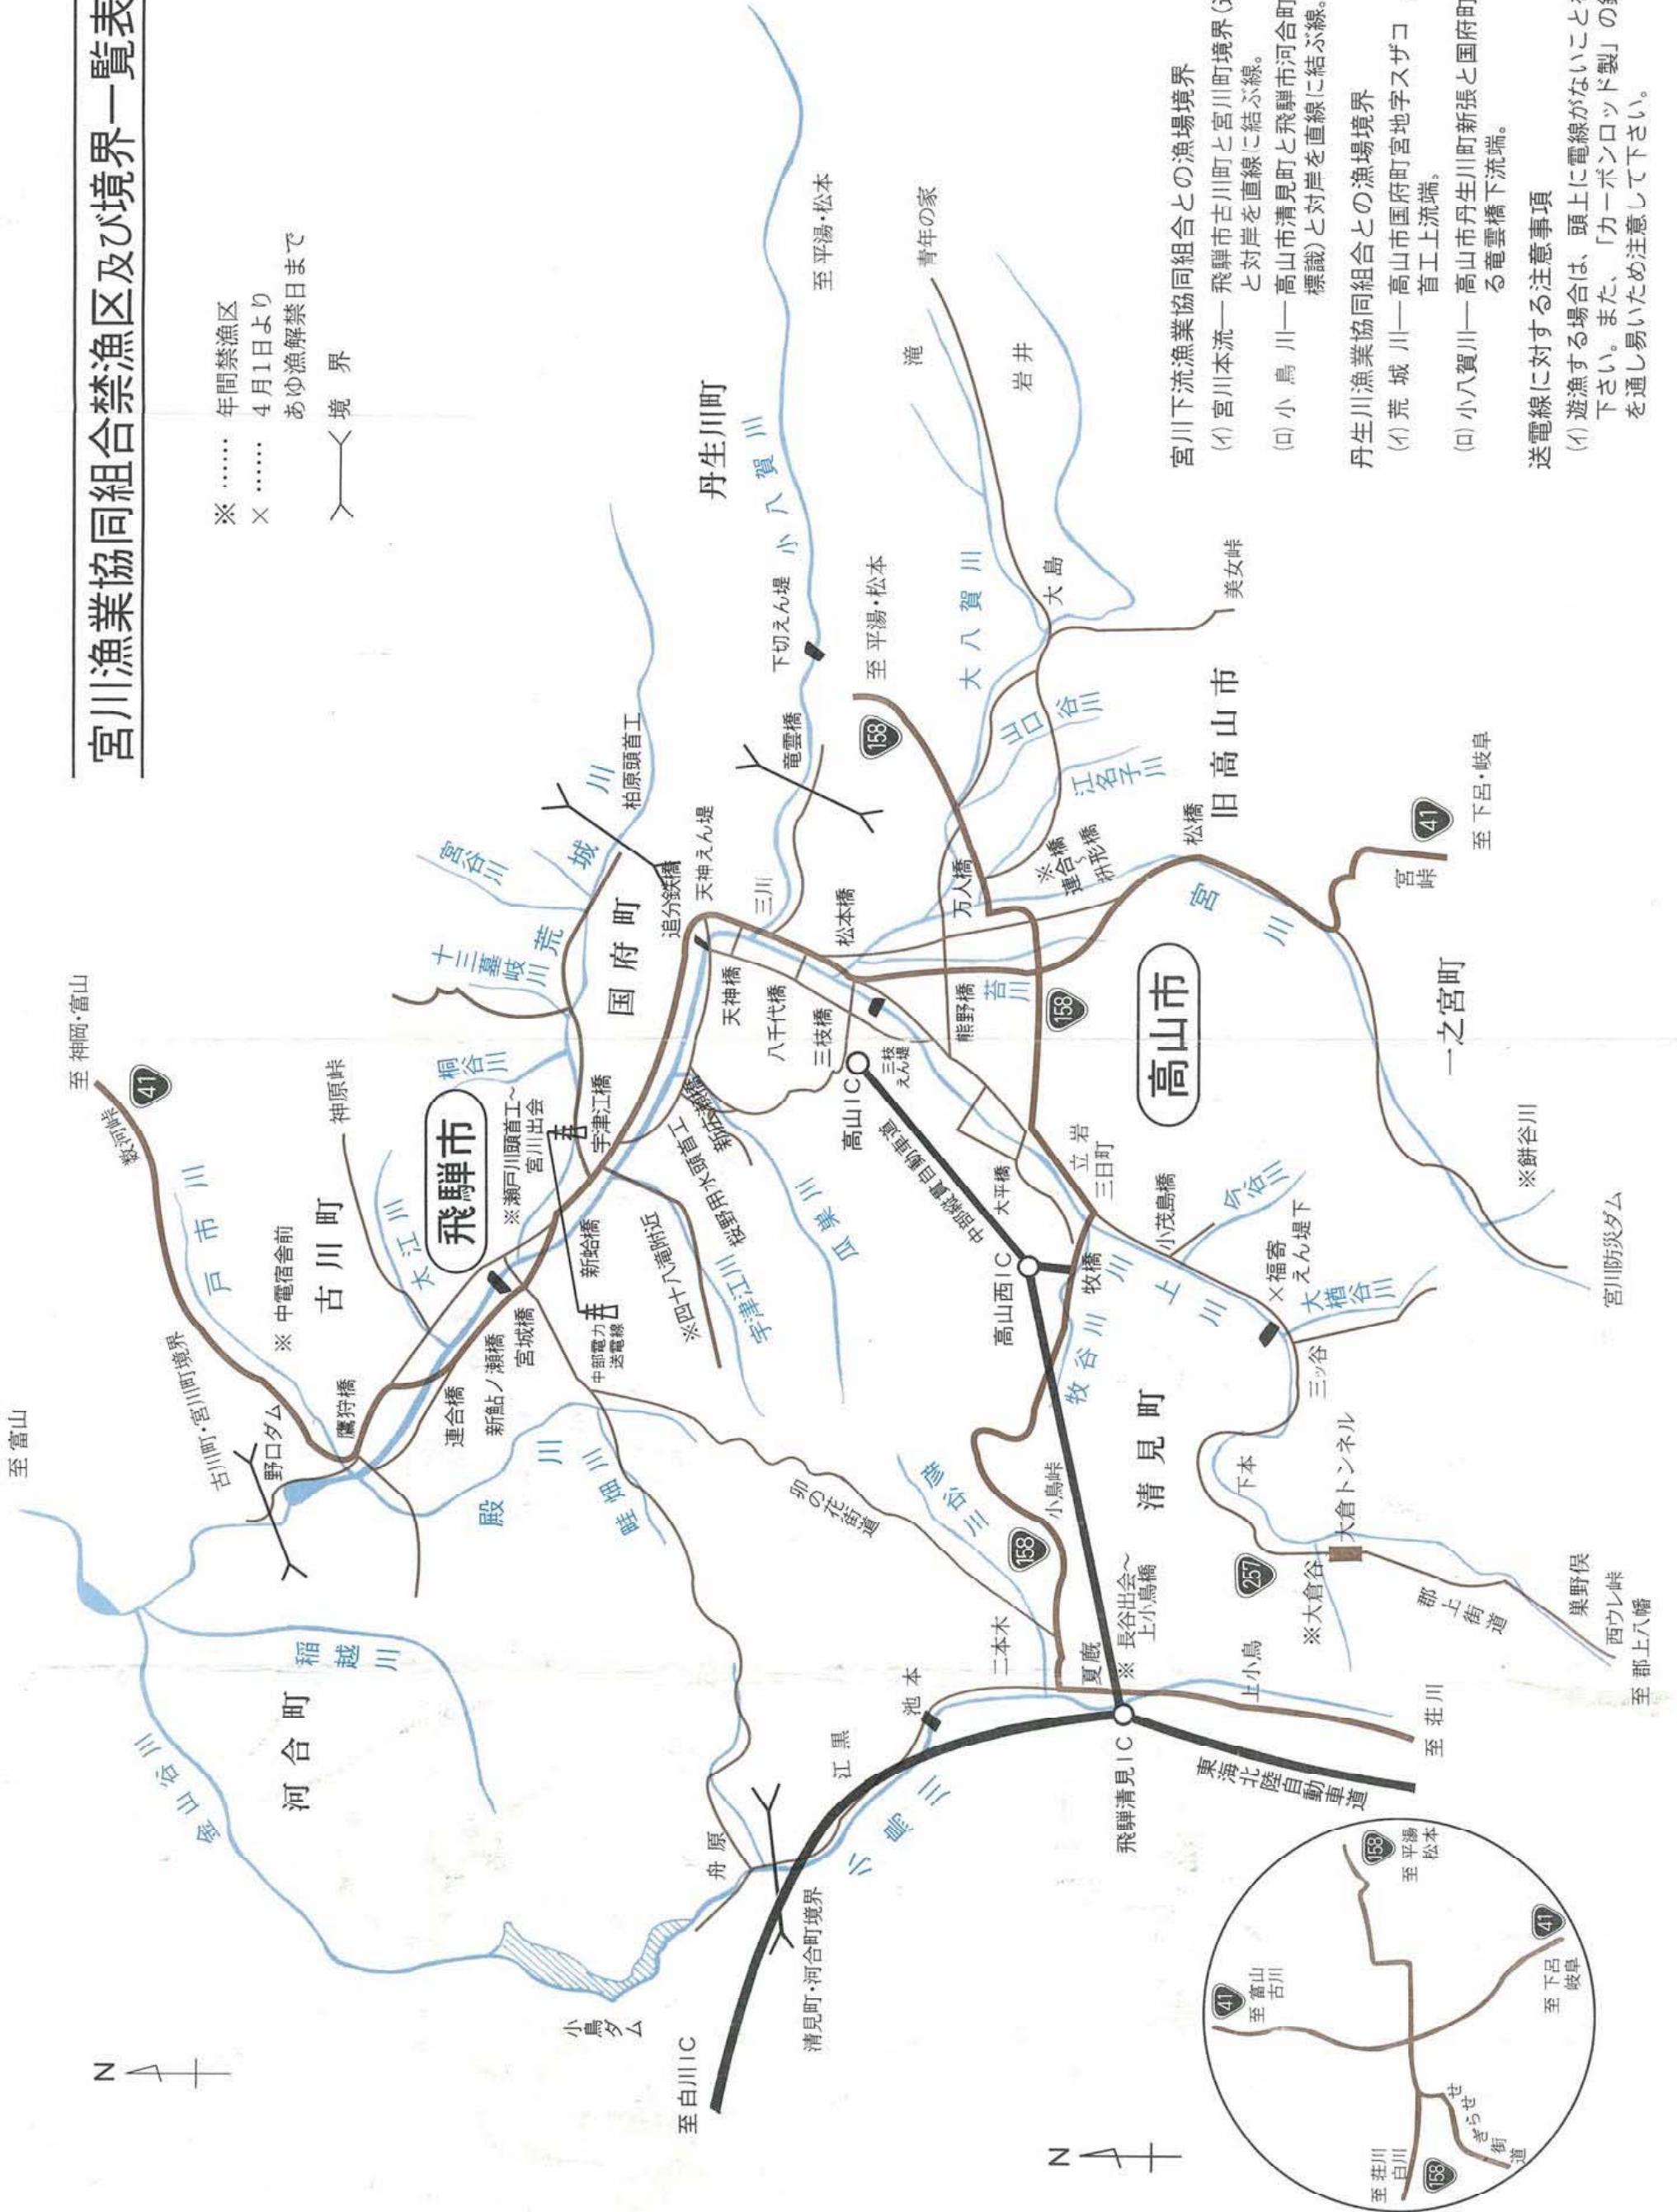 宮川漁業協同組合禁漁区及び境界一覧表
※ …… 年間禁漁区
× …… 4月1日より
あゆ漁解禁日まで
境 界
N
至 富山
至 神岡・富山
41
数河峠
戸市川
古川町・宮川町境界
野口ダム
※ 中電宿舎前
古川町
鷹狩橋
神原峠
太江川
飛騨市
連合橋
新鮎ノ瀬橋
宮城橋
※瀬戸川頭首工~
宮川出会
新蛤橋
中部電力
送電線
宇津江橋
桐谷川
十三墓岐川
宮谷川
荒城川
柏原頭首工
国府町
追分鉄橋
天神えん堤
天神橋
三川
八千代橋
三枝橋
松本橋
三枝
えん堤
※四十八滝附近
宇津江川
桜野用水頭首工
瓜巣川
殿川
畦畑川
卯の花街道
金山谷川
稲越川
河合町
小鳥ダム
舟原
江黒
池本
清見町・河合町境界
至 白川IC
小鳥川
二本木
夏厩
彦谷川
158
小鳥峠
※ 長谷出会~
上小鳥橋
上小鳥
飛騨清見IC
東海北陸自動車道
至 荘川
清見町
257
※大倉谷
大倉トンネル
下本
三ッ谷
郡上街道
巣野俣
西ウレ峠
至 郡上八幡
高山西IC
中部縦貫自動車道
高山IC
大平橋
牧橋
牧谷川
川上川
小茂島橋
今谷川
×福寄
えん堤下
大楢谷川
立岩
三日町
高山市
158
熊野橋
苔川
万人橋
※
連合橋~
枡形橋
松橋
宮川
旧高山市
江名子川
山口谷川
大八賀川
大島
美女峠
岩井
滝
青年の家
至 平湯・松本
158
竜雲橋
下切えん堤
小八賀川
丹生川町
至 平湯・松本
宮峠
41
至 下呂・岐阜
一之宮町
※餅谷川
宮川防災ダム
宮川下流漁業協同組合との漁場境界
(イ) 宮川本流― 飛騨市古川町と宮川町境界
と対岸を直線に結ぶ線。
(ロ) 小 鳥 川― 高山市清見町と飛騨市河合町
標識)と対岸を直線に結ぶ線。
丹生川漁業協同組合との漁場境界
(イ) 荒 城 川― 高山市国府町宮地字スザコ
首工上流端。
(ロ) 小八賀川― 高山市丹生川町新張と国府町
る竜雲橋下流端。
送電線に対する注意事項
(イ) 遊漁する場合は、頭上に電線がないこと
下さい。また、「カーボンロッド製」の
を通し易いため注意して下さい。
N
41
至 富山
古川
158
至 平湯
松本
41
至 下呂
岐阜
至 荘川
白川
158
せせらぎ街道